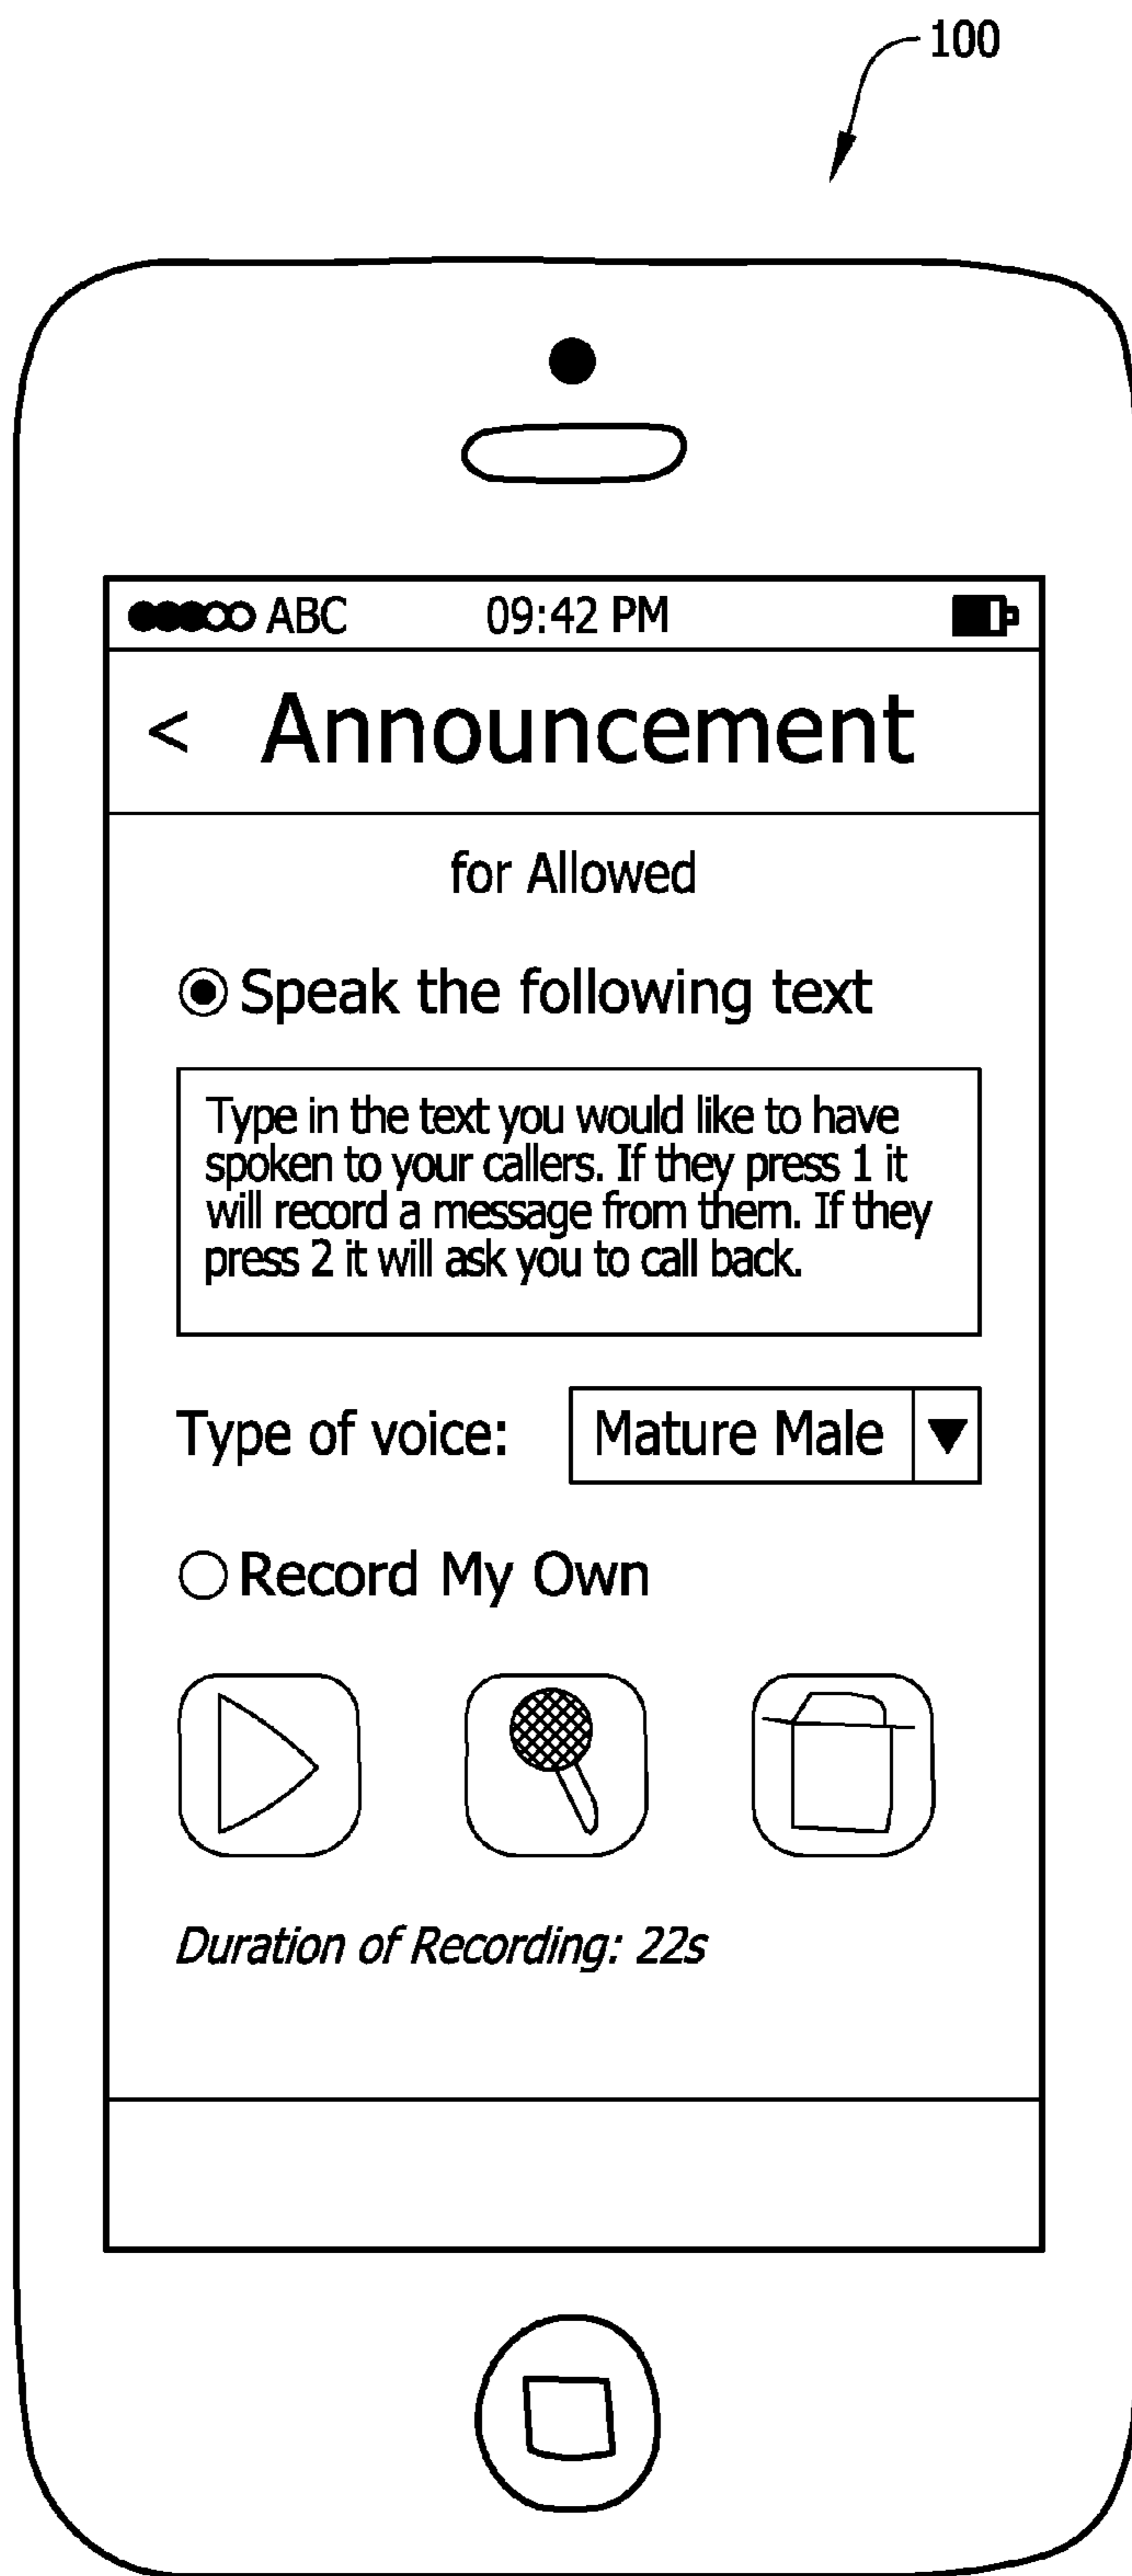 100
ABC 09:42 PM
< Announcement
for Allowed
Speak the following text
Type in the text you would like to have
spoken to your callers. If they press 1 it
will record a message from them. If they
press 2 it will ask you to call back.
Type of voice: Mature Male
Record My Own
Duration of Recording: 22s